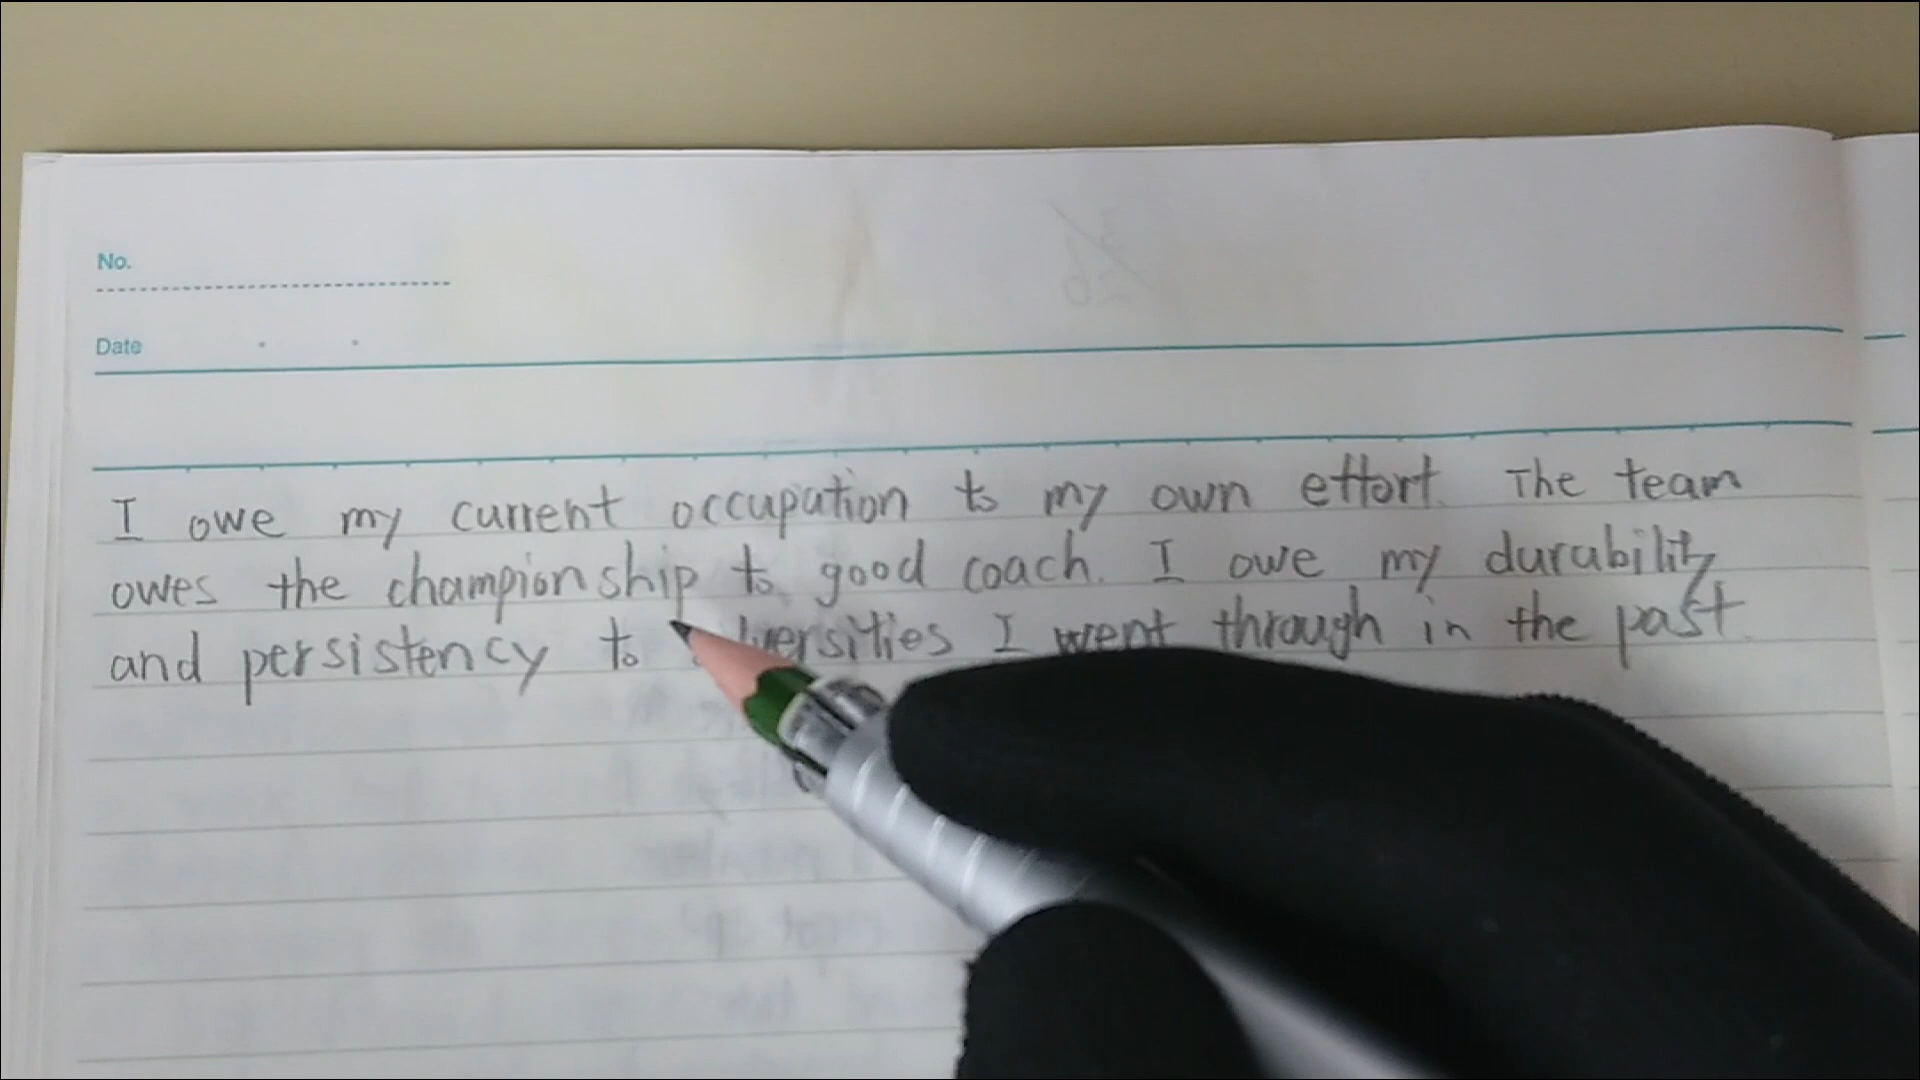 No.
Date
I owe my current occupation to my own effort. The team
owes the championship to good coach. I owe my durability
and persistency to adversities I went through in the past.